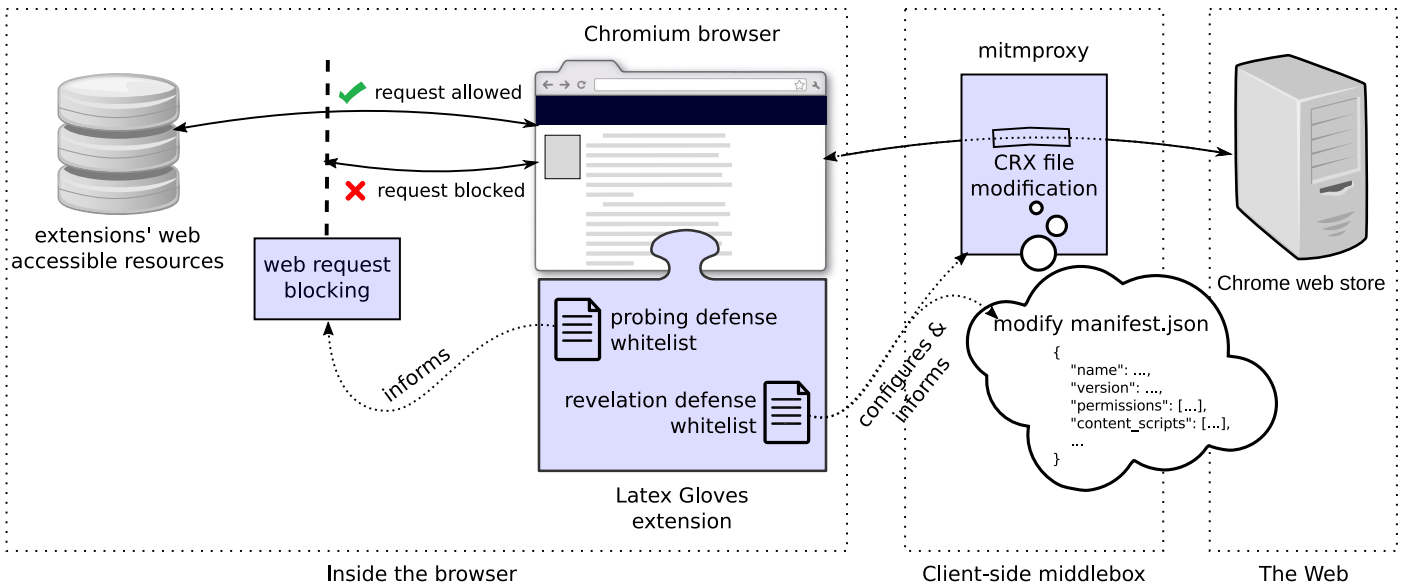 Chromium browser
mitmproxy
request allowed
request blocked
CRX file
modification
extensions' web
accessible resources
web request
blocking
Chrome web store
probing defense
whitelist
informs
revelation defense
whitelist
configures &
informs
modify manifest.json
{
"name": ...,
"version": ...,
"permissions": [...],
"content_scripts": [...],
...
}
Latex Gloves
extension
Inside the browser
Client-side middlebox
The Web